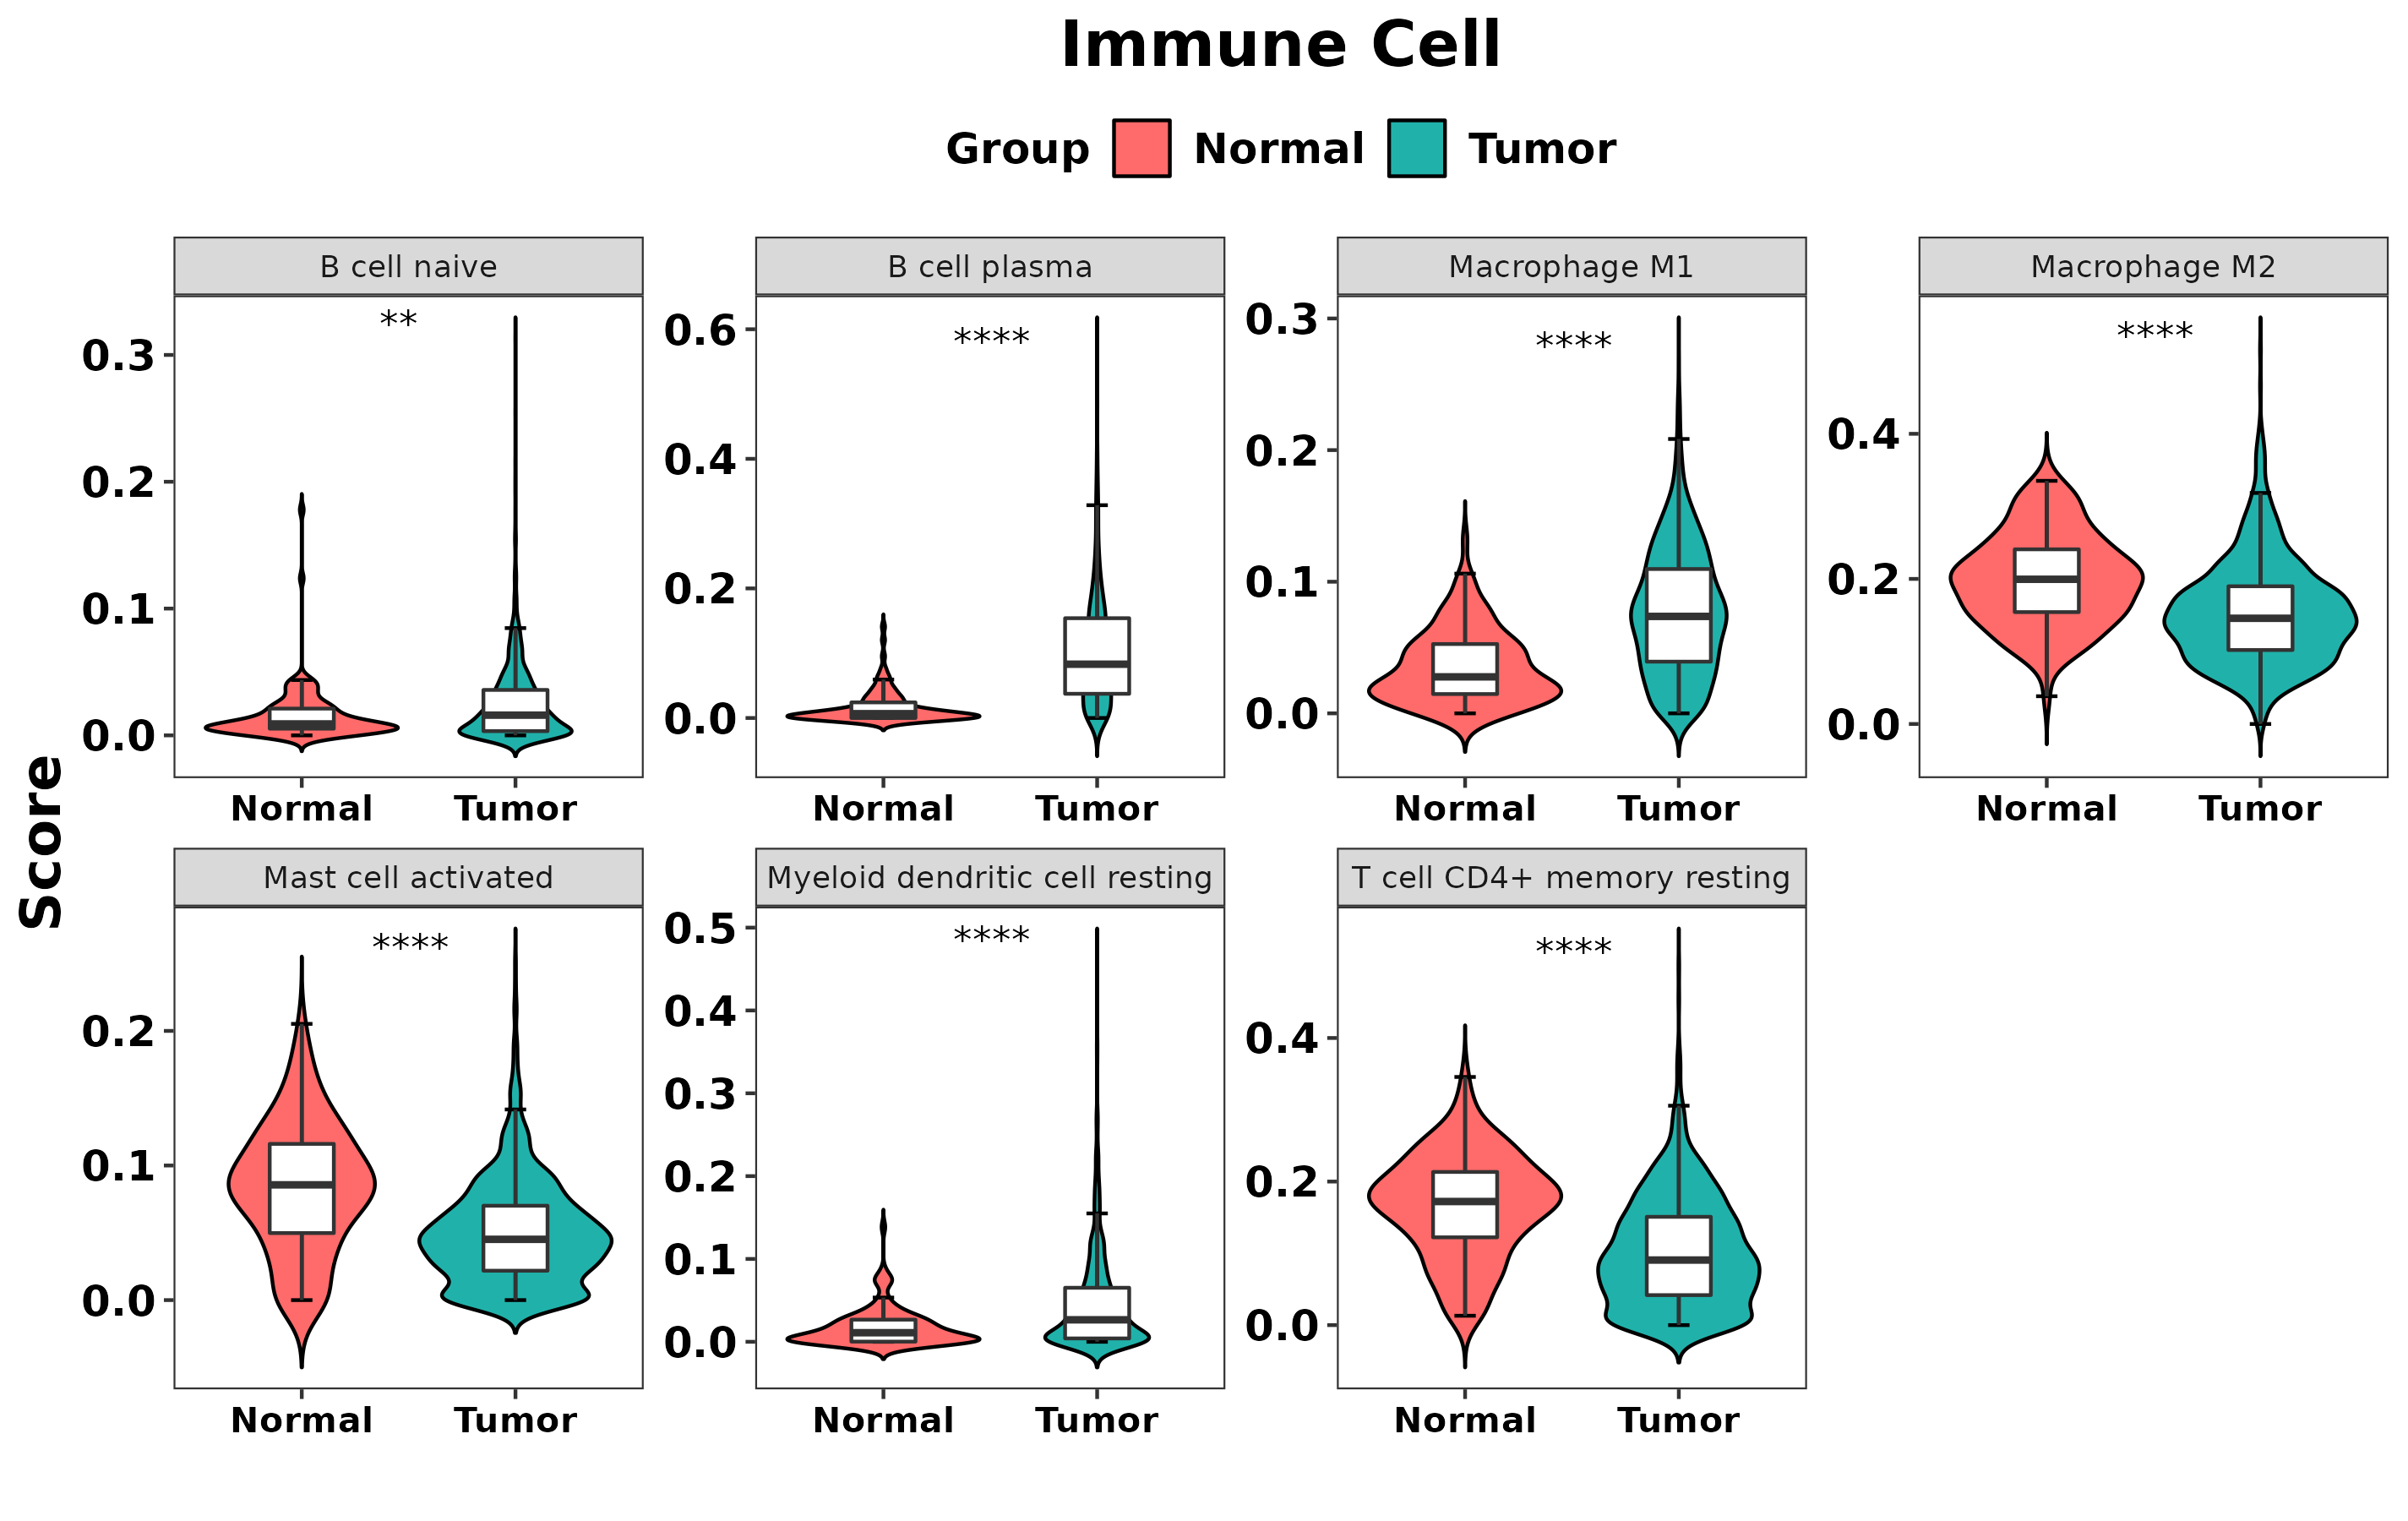 Immune Cell
Group Normal Tumor
B cell naive
**
0.3
0.2
0.1
0.0
Normal Tumor
B cell plasma
****
0.6
0.4
0.2
0.0
Normal Tumor
Macrophage M1
****
0.3
0.2
0.1
0.0
Normal Tumor
Macrophage M2
****
0.4
0.2
0.0
Normal Tumor
Score
Mast cell activated
****
0.2
0.1
0.0
Normal Tumor
Myeloid dendritic cell resting
****
0.5
0.4
0.3
0.2
0.1
0.0
Normal Tumor
T cell CD4+ memory resting
****
0.4
0.2
0.0
Normal Tumor